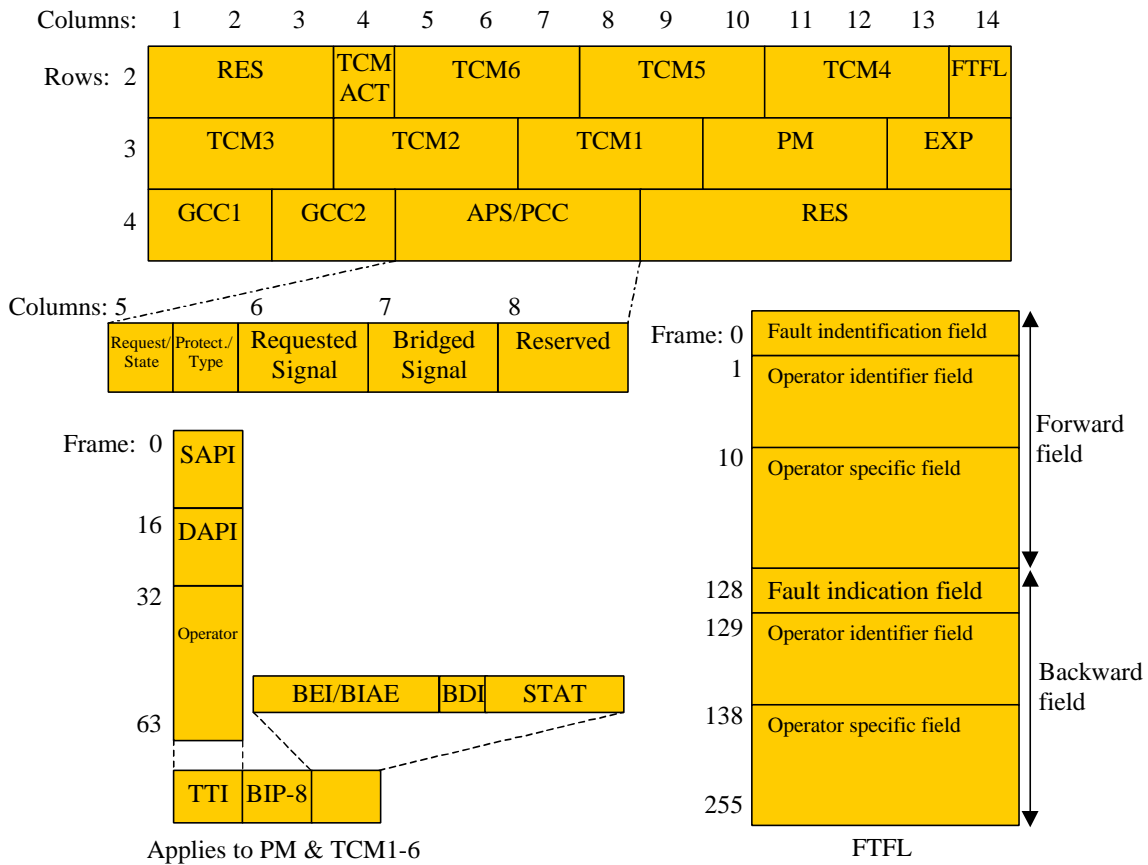 Columns: 1 2 3 4 5 6 7 8 9 10 11 12 13 14
Rows: 2 RES TCM ACT TCM6 TCM5 TCM4 FTFL
3 TCM3 TCM2 TCM1 PM EXP
4 GCC1 GCC2 APS/PCC RES
Columns: 5 6 7 8
Request/ State Protect./ Type Requested Signal Bridged Signal Reserved
Frame: 0 SAPI
16 DAPI
32 Operator
63
BEI/BIAE BDI STAT
TTI BIP-8
Applies to PM & TCM1-6
Frame: 0 Fault indentification field
1 Operator identifier field
10 Operator specific field
Forward field
128 Fault indication field
129 Operator identifier field
138 Operator specific field
255
Backward field
FTFL